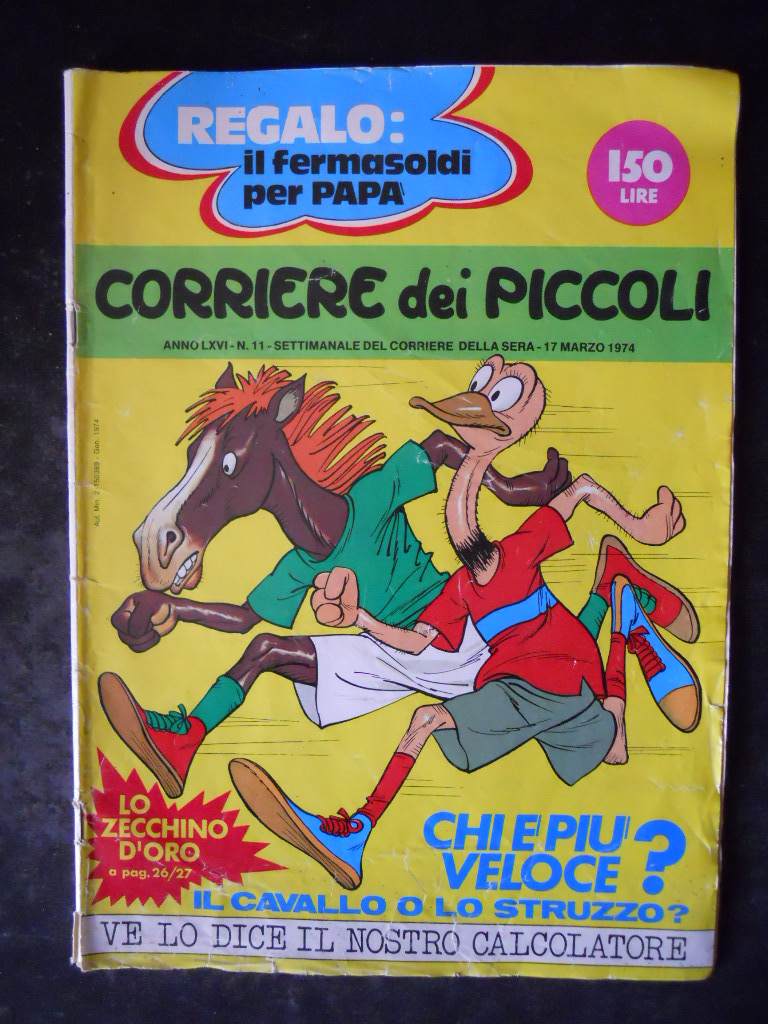 REGALO:
il fermasoldi
per PAPA'
150
LIRE
CORRIERE dei PICCOLI
ANNO LXVI - N. 11 - SETTIMANALE DEL CORRIERE DELLA SERA - 17 MARZO 1974
LO
ZECCHINO
D'ORO
a pag. 26/27
CHI E' PIU'
VELOCE?
IL CAVALLO O LO STRUZZO?
VE LO DICE IL NOSTRO CALCOLATORE